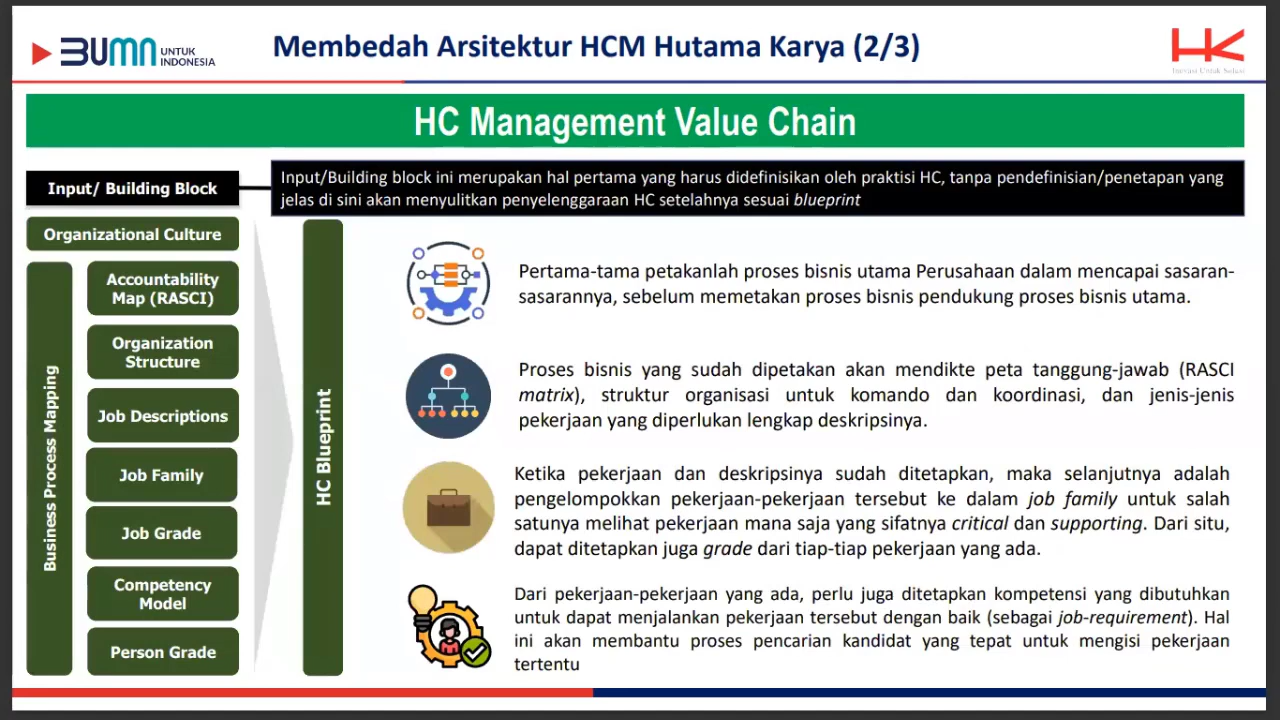 BUMN UNTUK
INDONESIA
Membedah Arsitektur HCM Hutama Karya (2/3)
HK
Inovasi Untuk Solusi
HC Management Value Chain
Input/ Building Block
Input/Building block ini merupakan hal pertama yang harus didefinisikan oleh praktisi HC, tanpa pendefinisian/penetapan yang
jelas di sini akan menyulitkan penyelenggaraan HC setelahnya sesuai blueprint
Organizational Culture
Business Process Mapping
Accountability
Map (RASCI)
Organization
Structure
Job Descriptions
Job Family
Job Grade
Competency
Model
Person Grade
HC Blueprint
Pertama-tama petakanlah proses bisnis utama Perusahaan dalam mencapai sasaran-
sasarannya, sebelum memetakan proses bisnis pendukung proses bisnis utama.
Proses bisnis yang sudah dipetakan akan mendikte peta tanggung-jawab (RASCI
matrix), struktur organisasi untuk komando dan koordinasi, dan jenis-jenis
pekerjaan yang diperlukan lengkap deskripsinya.
Ketika pekerjaan dan deskripsinya sudah ditetapkan, maka selanjutnya adalah
pengelompokkan pekerjaan-pekerjaan tersebut ke dalam job family untuk salah
satunya melihat pekerjaan mana saja yang sifatnya critical dan supporting. Dari situ,
dapat ditetapkan juga grade dari tiap-tiap pekerjaan yang ada.
Dari pekerjaan-pekerjaan yang ada, perlu juga ditetapkan kompetensi yang dibutuhkan
untuk dapat menjalankan pekerjaan tersebut dengan baik (sebagai job-requirement). Hal
ini akan membantu proses pencarian kandidat yang tepat untuk mengisi pekerjaan
tertentu